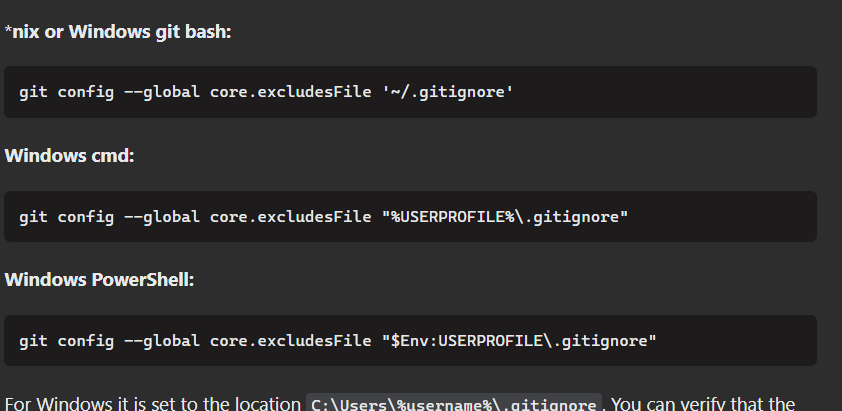 *nix or Windows git bash:
git config --global core.excludesFile '~/.gitignore'
Windows cmd:
git config --global core.excludesFile "%USERPROFILE%\.gitignore"
Windows PowerShell:
git config --global core.excludesFile "$Env:USERPROFILE\.gitignore"
For Windows it is set to the location C:\Users\%username%\.gitignore. You can verify that the